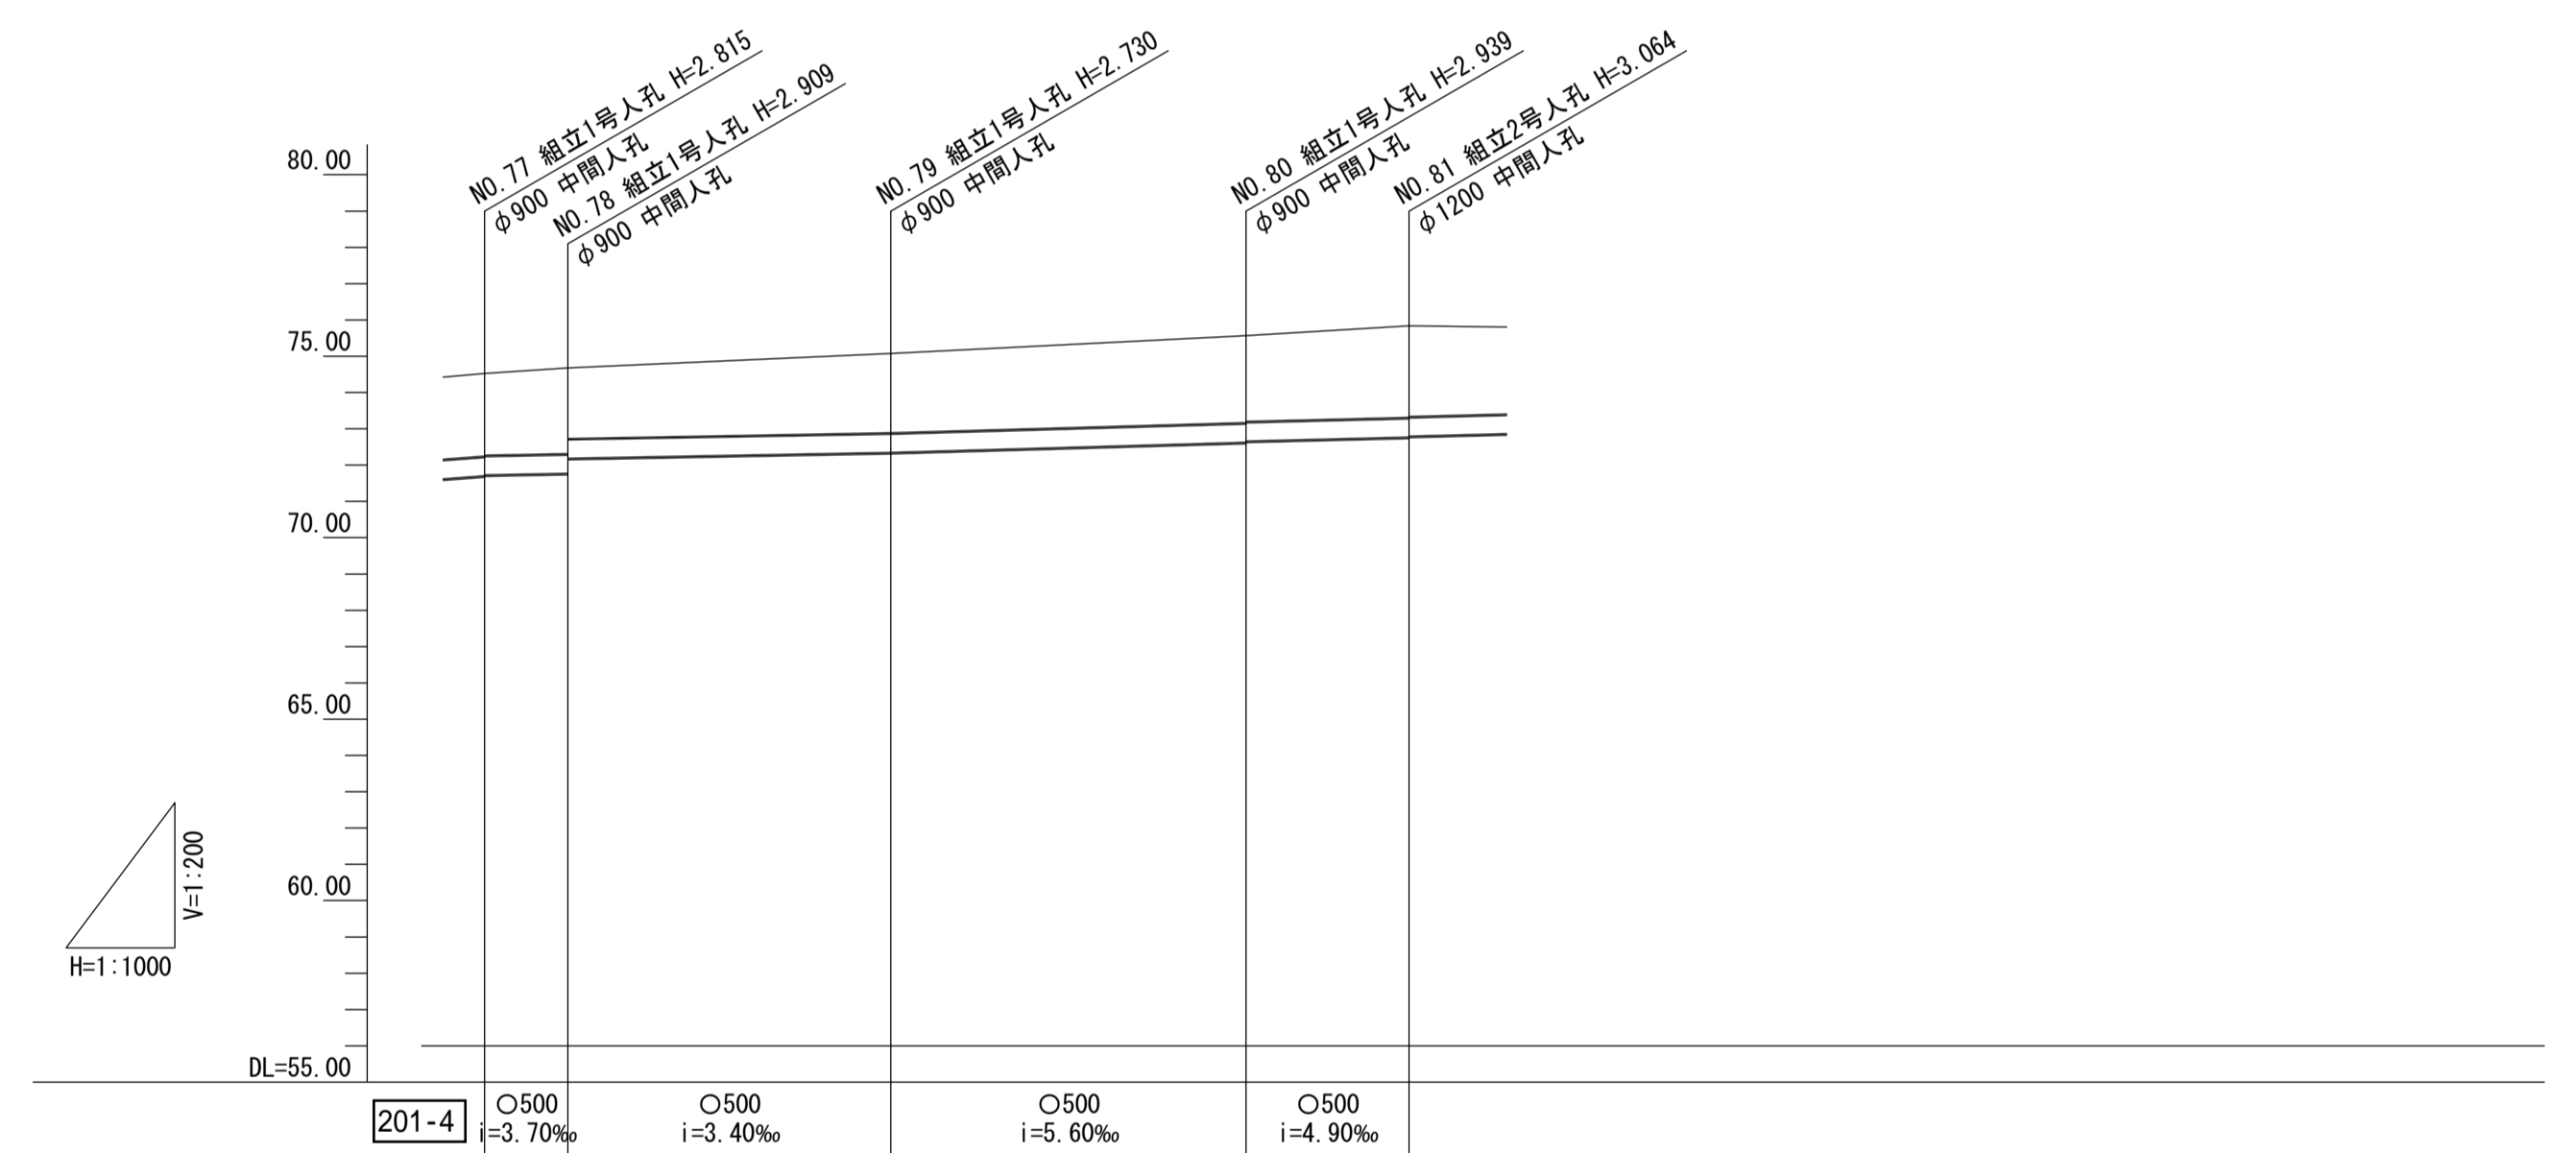 NO.77 組立1号人孔 H=2.815
φ900 中間人孔
NO.78 組立1号人孔 H=2.909
φ900 中間人孔
NO.79 組立1号人孔 H=2.730
φ900 中間人孔
NO.80 組立1号人孔 H=2.939
φ900 中間人孔
NO.81 組立2号人孔 H=3.064
φ1200 中間人孔
80.00
75.00
70.00
65.00
60.00
DL=55.00
V=1:200
H=1:1000
201-4
○500
i=3.70‰
○500
i=3.40‰
○500
i=5.60‰
○500
i=4.90‰